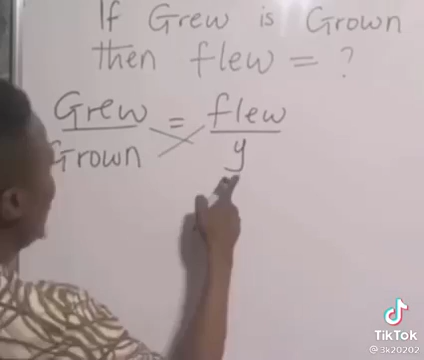 If Grew is Grown
then flew = ?
Grew = flew
Grown y
TikTok
@3k20202